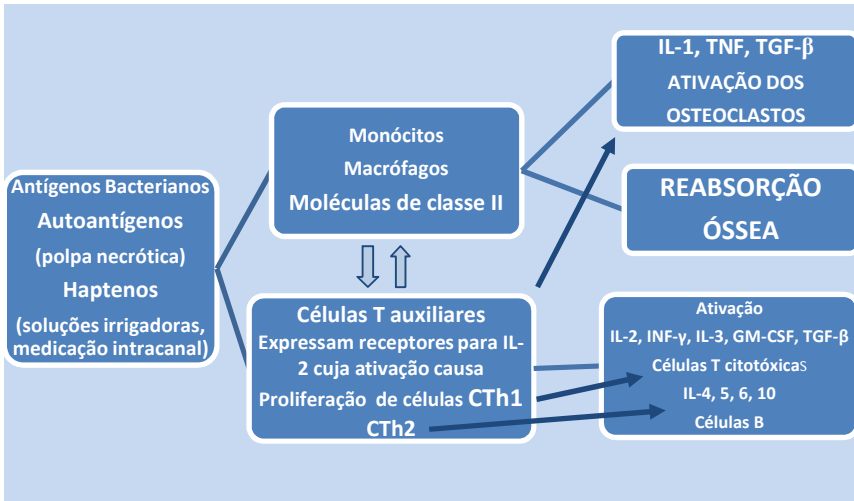 Antígenos Bacterianos
Autoantígenos
(polpa necrótica)
Haptenos
(soluções irrigadoras,
medicação intracanal)
Monócitos
Macrófagos
Moléculas de classe II
Células T auxiliares
Expressam receptores para IL-
2 cuja ativação causa
Proliferação de células CTh1
CTh2
IL-1, TNF, TGF-β
ATIVAÇÃO DOS
OSTEOCLASTOS
REABSORÇÃO
ÓSSEA
Ativação
IL-2, INF-γ, IL-3, GM-CSF, TGF-β
Células T citotóxicas
IL-4, 5, 6, 10
Células B